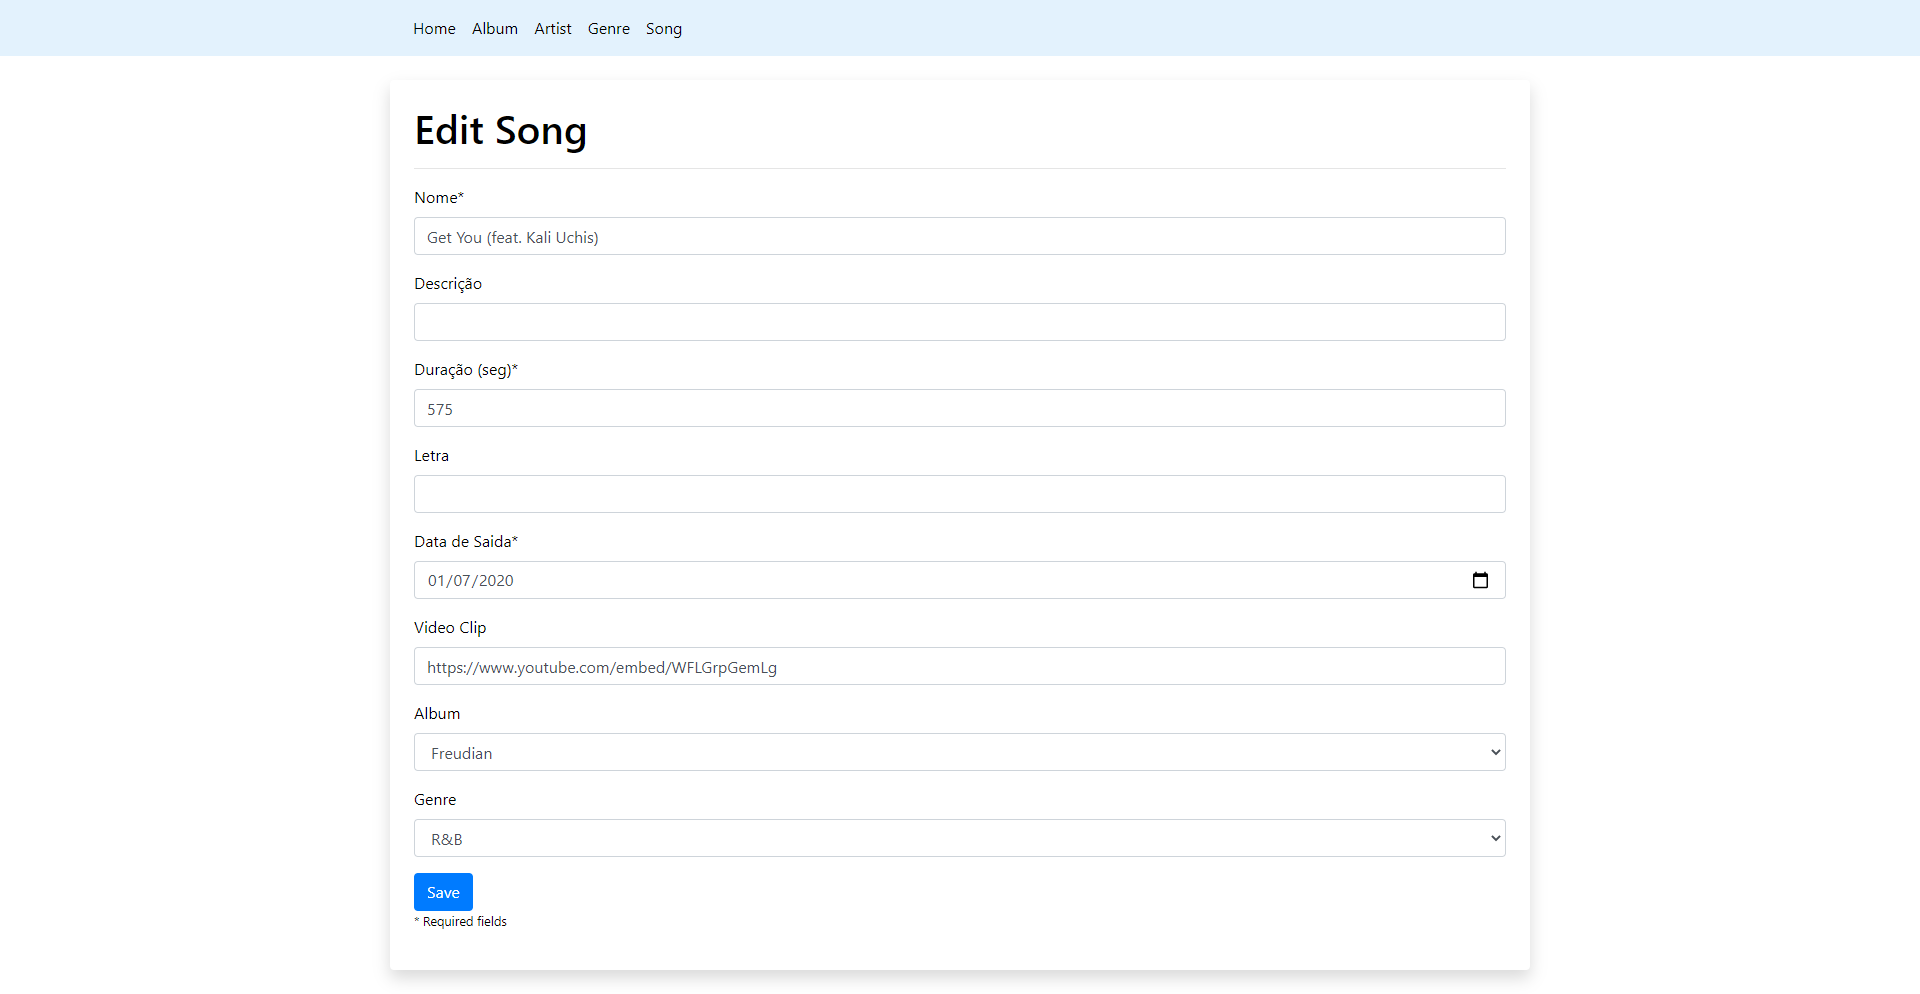 Home Album Artist Genre Song
Edit Song
Nome*
Get You (feat. Kali Uchis)
Descrição
Duração (seg)*
575
Letra
Data de Saida*
01/07/2020
Video Clip
https://www.youtube.com/embed/WFLGrpGemLg
Album
Freudian
Genre
R&B
Save
* Required fields